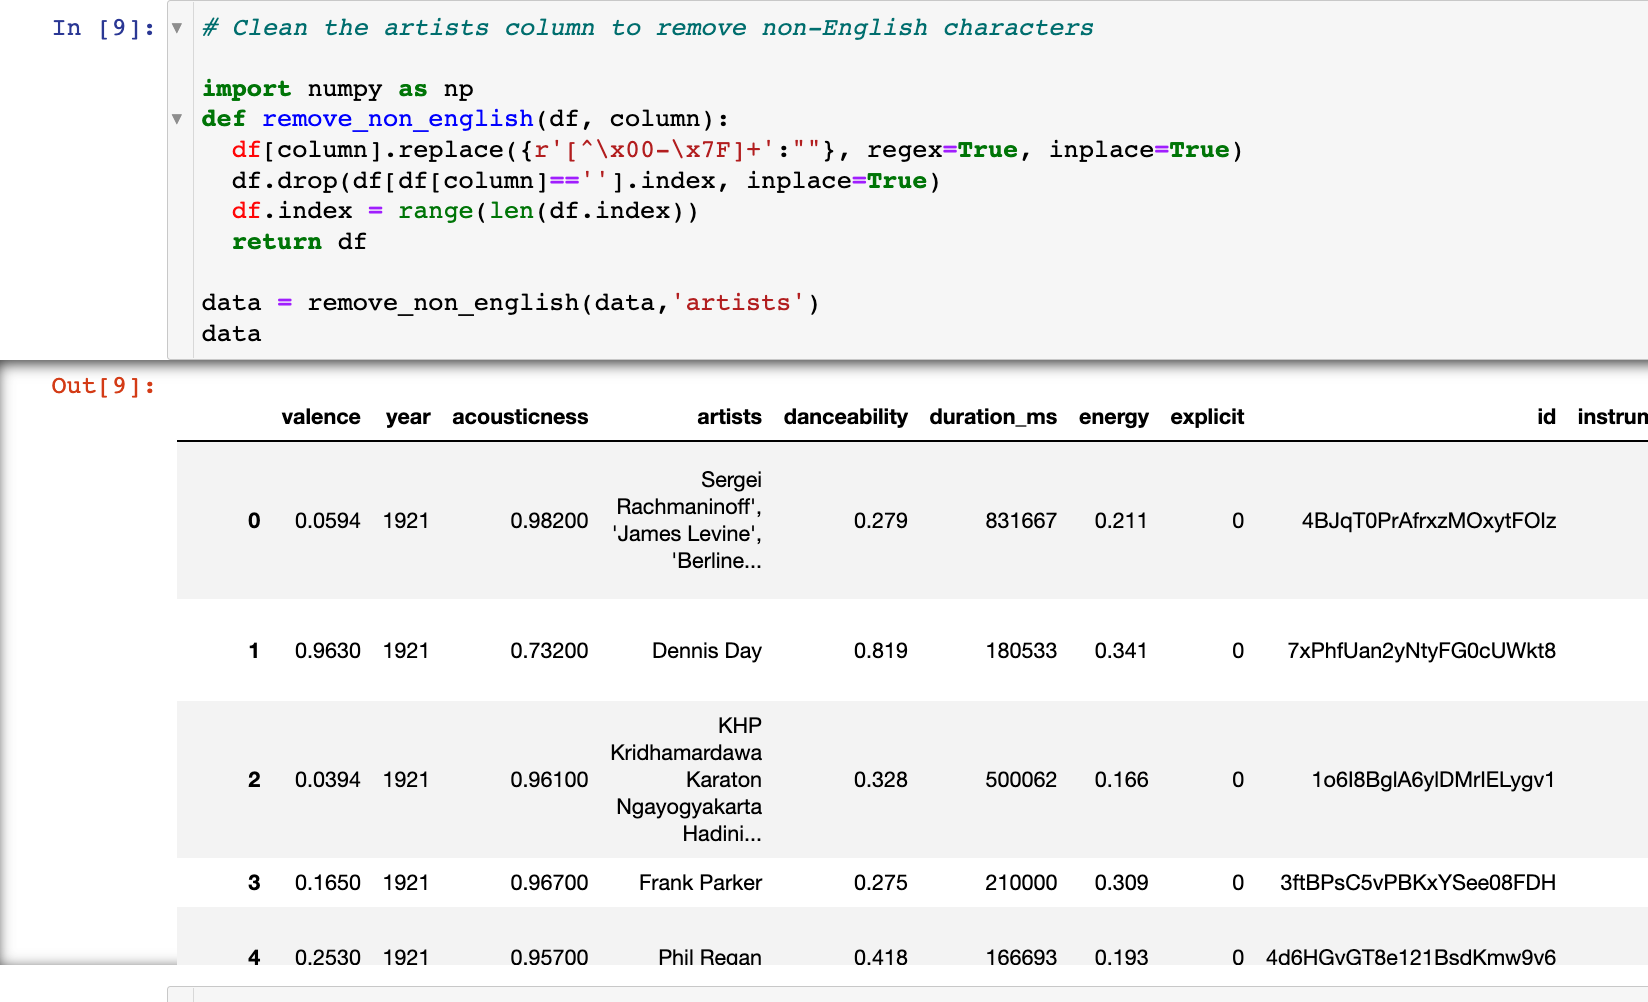 In [9]:
# Clean the artists column to remove non-English characters
import numpy as np
def remove_non_english(df, column):
df[column].replace({r'[^\x00-\x7F]+':""}, regex=True, inplace=True)
df.drop(df[df[column]==''].index, inplace=True)
df.index = range(len(df.index))
return df
data = remove_non_english(data,'artists')
data
Out[9]:
valence year acousticness artists danceability duration_ms energy explicit id instrun
0 0.0594 1921 0.98200 Sergei Rachmaninoff', 'James Levine', 'Berline... 0.279 831667 0.211 0 4BJqT0PrAfrxzMOxytFOIz
1 0.9630 1921 0.73200 Dennis Day 0.819 180533 0.341 0 7xPhfUan2yNtyFG0cUWkt8
2 0.0394 1921 0.96100 KHP Kridhamardawa Karaton Ngayogyakarta Hadini... 0.328 500062 0.166 0 1o6I8BglA6ylDMrIELygv1
3 0.1650 1921 0.96700 Frank Parker 0.275 210000 0.309 0 3ftBPsC5vPBKxYSee08FDH
4 0.2530 1921 0.95700 Phil Regan 0.418 166693 0.193 0 4d6HGvGT8e121BsdKmw9v6